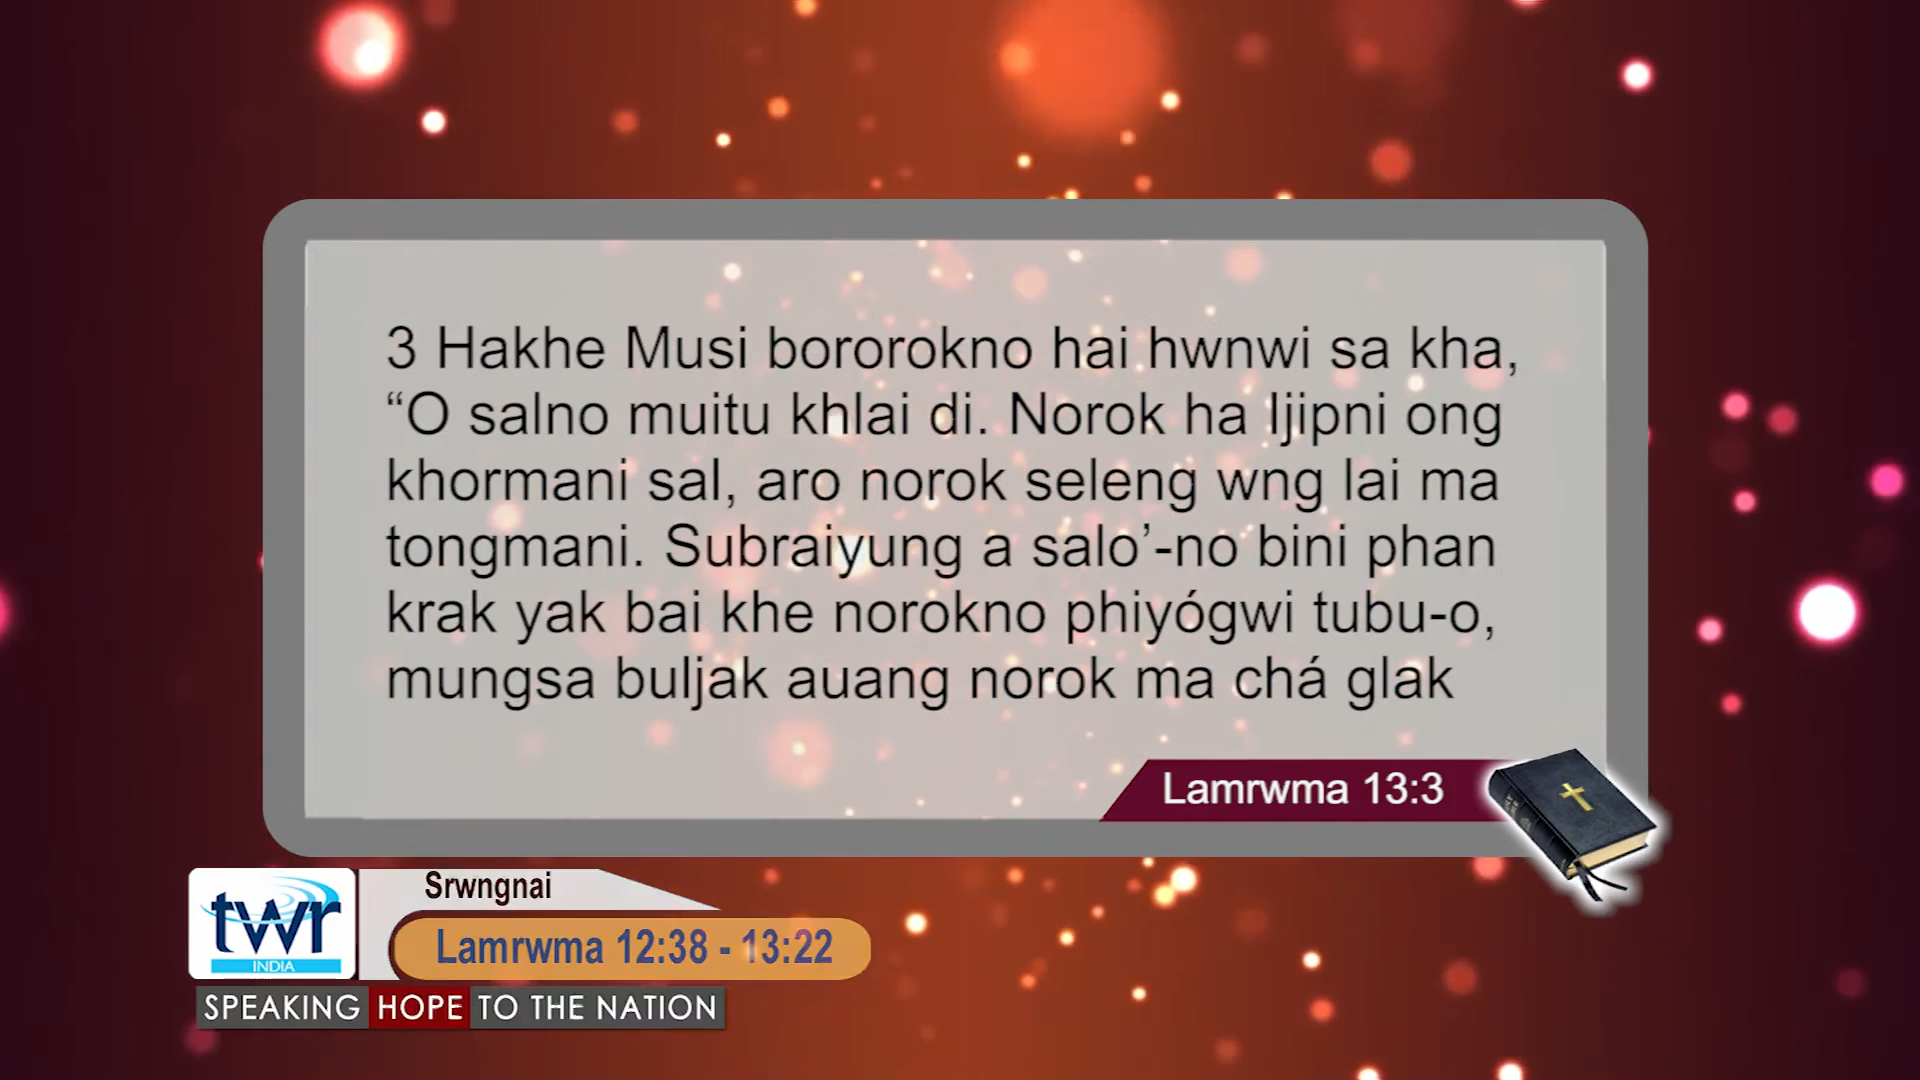 3 Hakhe Musi bororokno hai hwnwi sa kha,
“O salno muitu khlai di. Norok ha Ijipni ong
khormani sal, aro norok seleng wng lai ma
tongmani. Subraiyung a salo’-no bini phan
krak yak bai khe norokno phiyógwi tubu-o,
mungsa buljak auang norok ma chá glak
Lamrwma 13:3
Srwngnai
Lamrwma 12:38 - 13:22
twr
INDIA
SPEAKING HOPE TO THE NATION